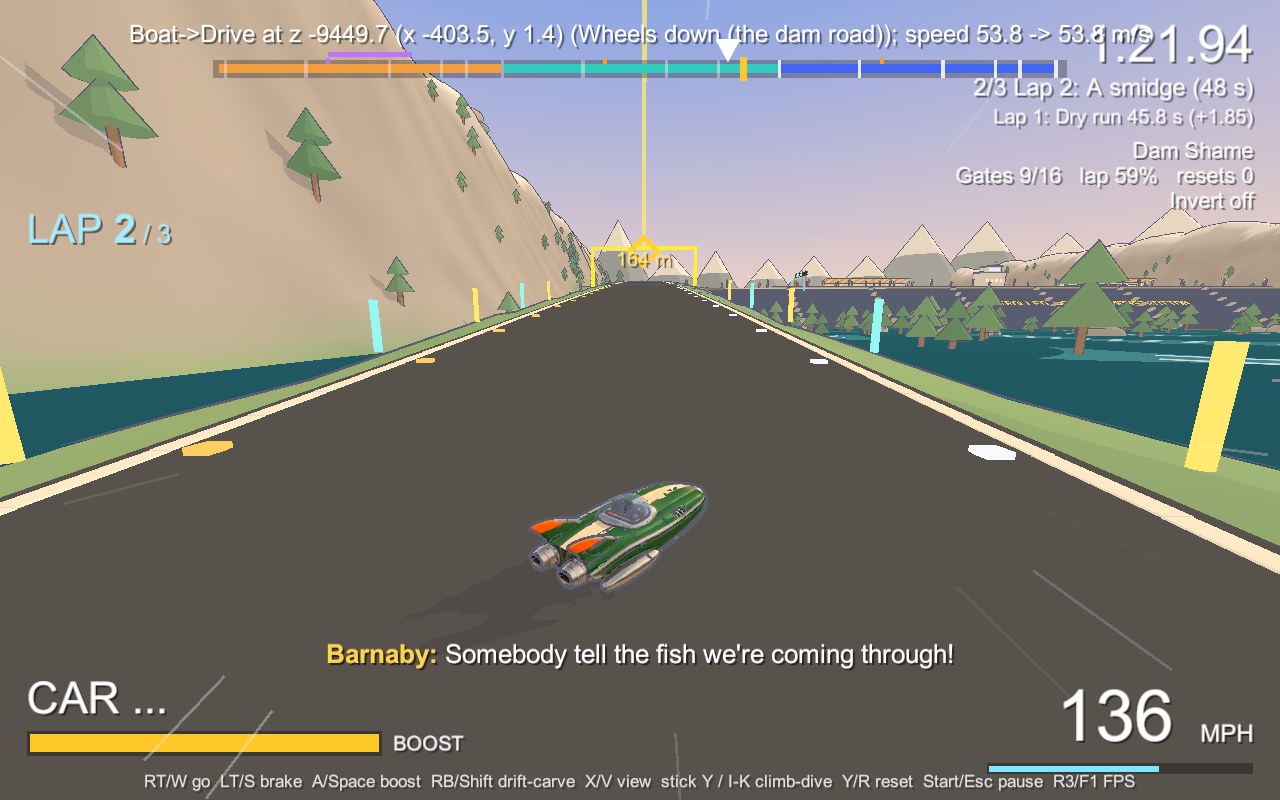 Boat->Drive at z -9449.7 (x -403.5, y 1.4) (Wheels down (the dam road)); speed 53.8 -> 53.8 m/s
1:21.94
2/3 Lap 2: A smidge (48 s)
Lap 1: Dry run 45.8 s (+1.85)
Dam Shame
Gates 9/16 lap 59% resets 0
Invert off
LAP 2 / 3
164 m
Barnaby: Somebody tell the fish we're coming through!
CAR ...
BOOST
136 MPH
RT/W go LT/S brake A/Space boost RB/Shift drift-carve X/V view stick Y / I-K climb-dive Y/R reset Start/Esc pause R3/F1 FPS